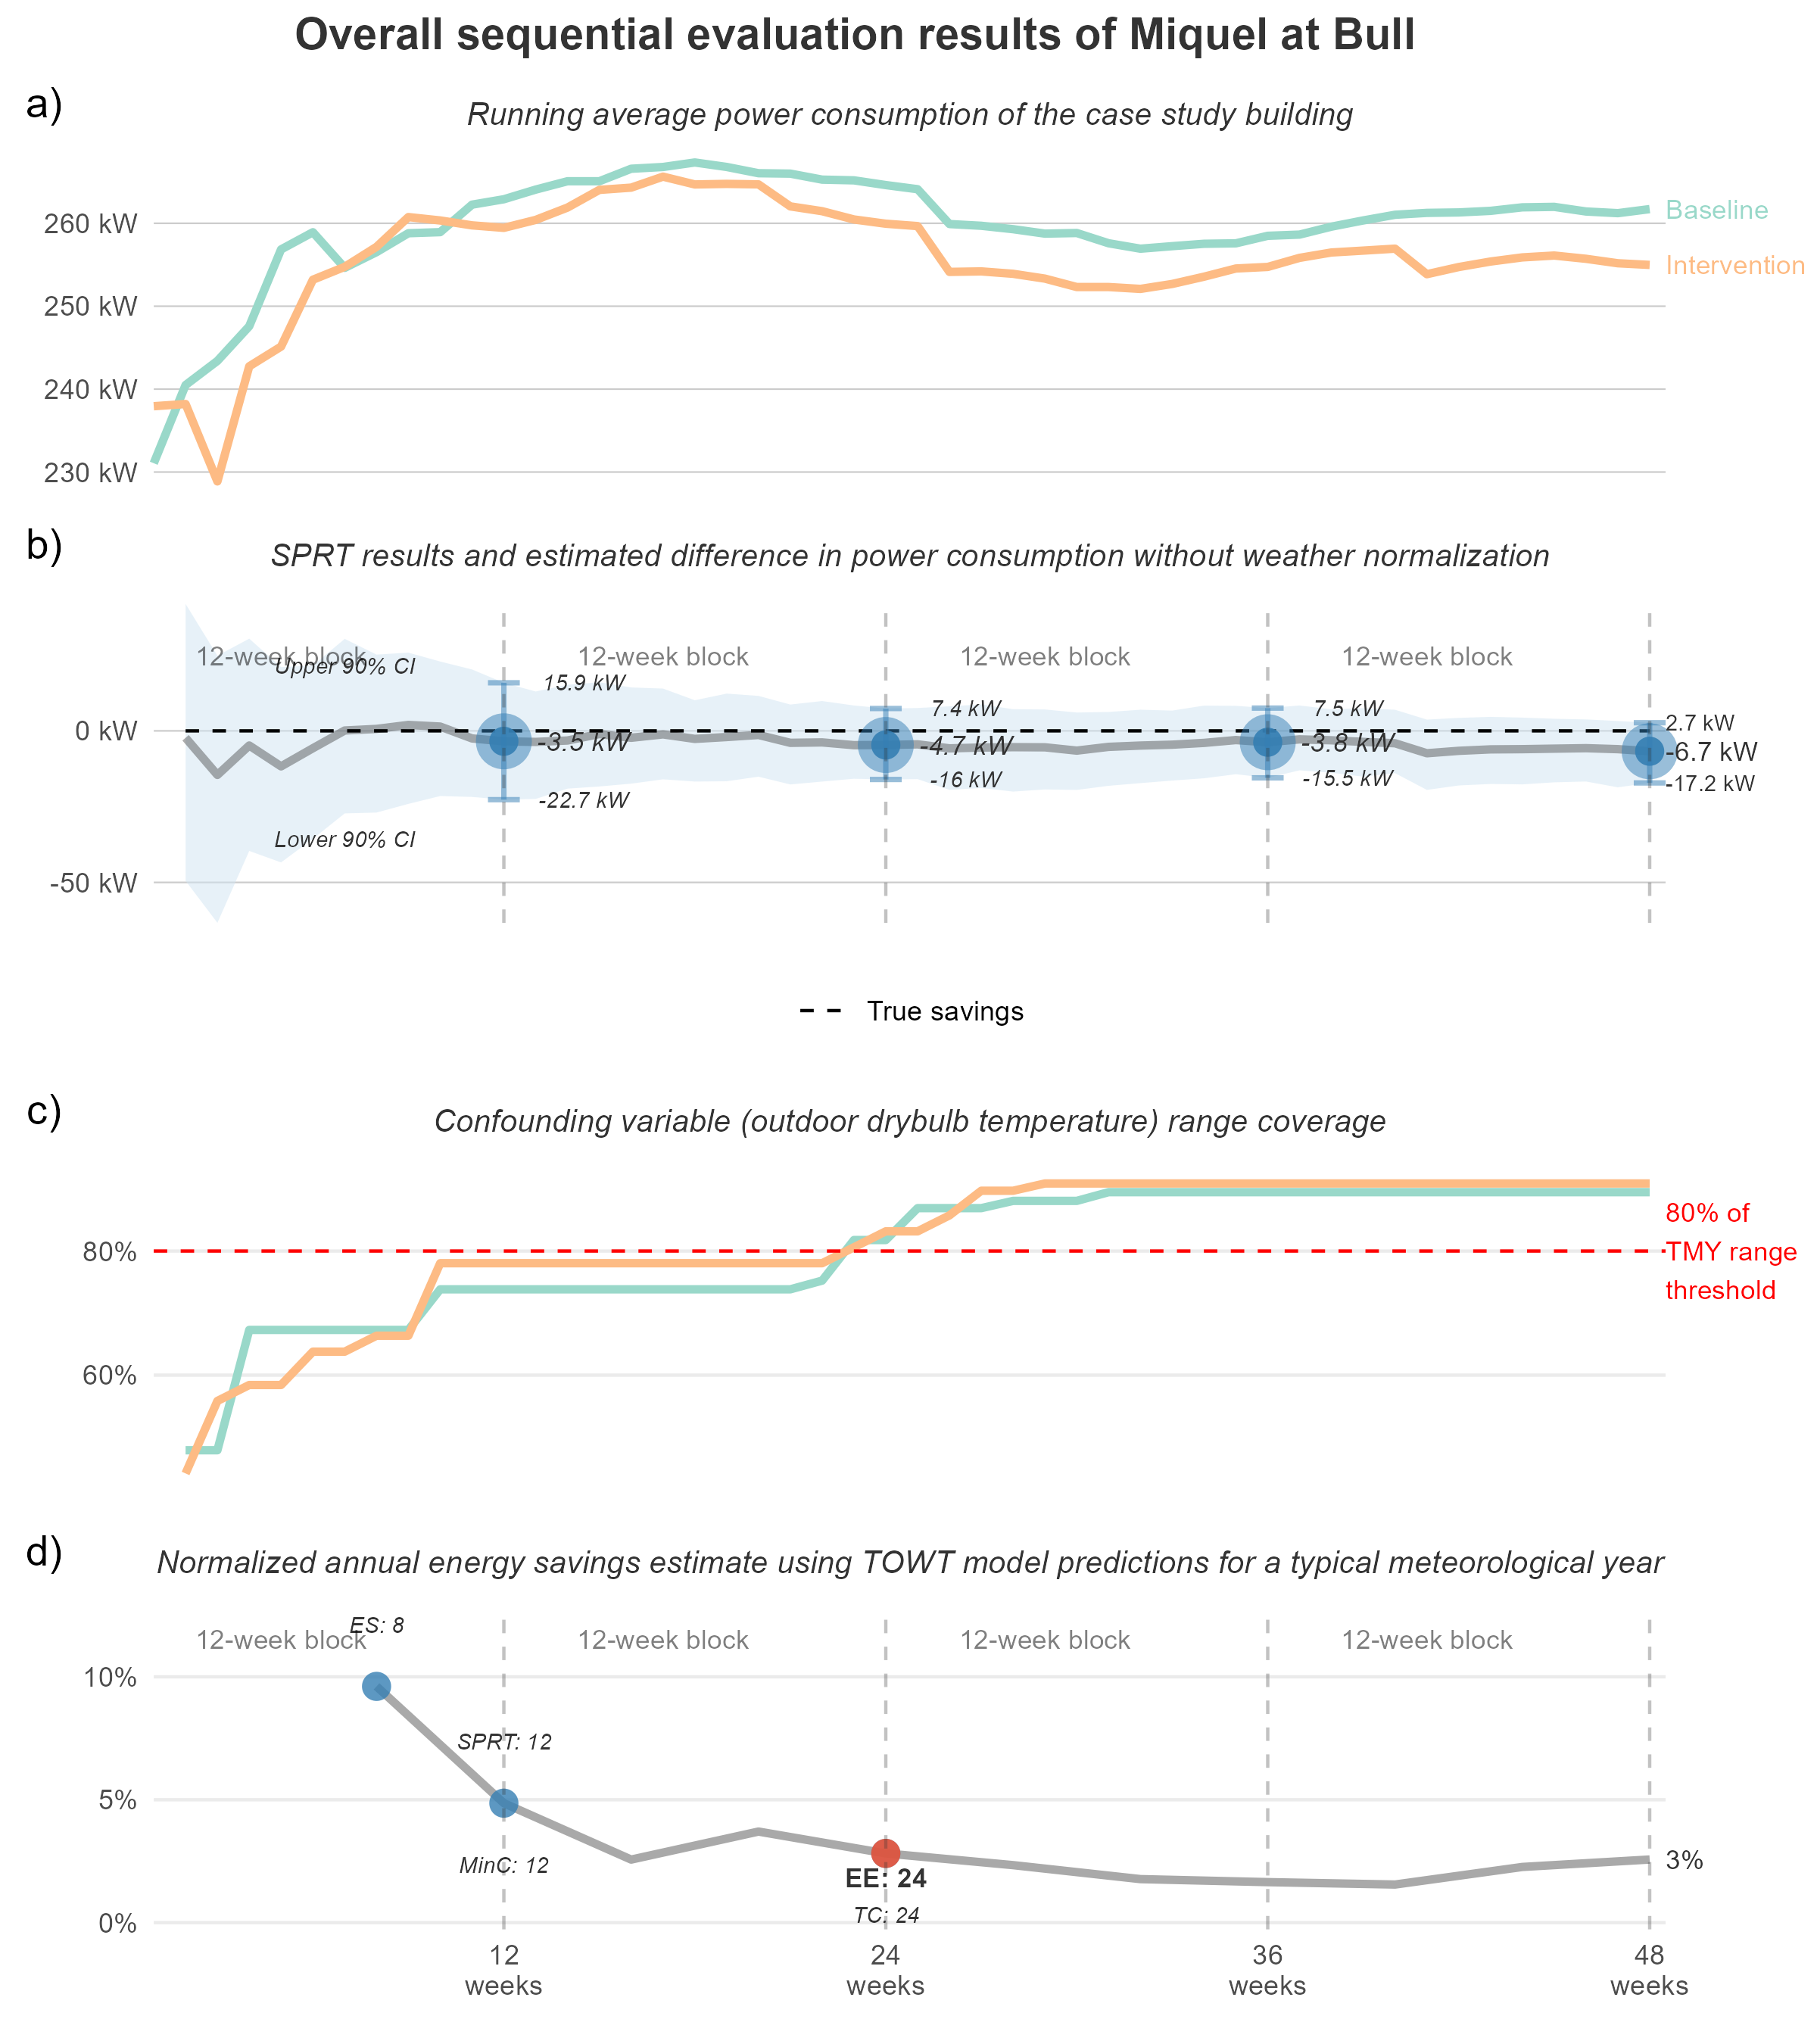 Overall sequential evaluation results of Miquel at Bull
a)
Running average power consumption of the case study building
260 kW
250 kW
240 kW
230 kW
Baseline
Intervention
b)
SPRT results and estimated difference in power consumption without weather normalization
12-week block
12-week block
12-week block
12-week block
Upper 90% CI
Lower 90% CI
0 kW
-50 kW
15.9 kW
-3.5 kW
-22.7 kW
7.4 kW
-4.7 kW
-16 kW
7.5 kW
-3.8 kW
-15.5 kW
2.7 kW
-6.7 kW
-17.2 kW
True savings
c)
Confounding variable (outdoor drybulb temperature) range coverage
80%
60%
80% of
TMY range
threshold
d)
Normalized annual energy savings estimate using TOWT model predictions for a typical meteorological year
12-week block
12-week block
12-week block
12-week block
ES: 8
10%
5%
0%
SPRT: 12
MinC: 12
EE: 24
TC: 24
3%
12
weeks
24
weeks
36
weeks
48
weeks